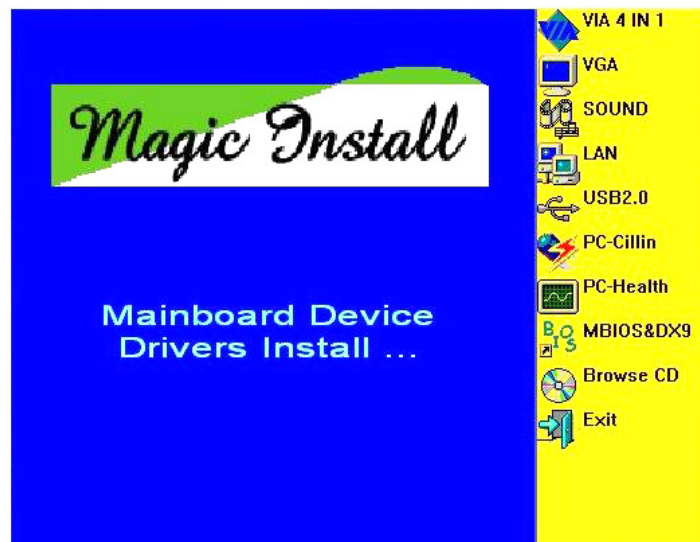 Magic Install
Mainboard Device
Drivers Install ...
VIA 4 IN 1
VGA
SOUND
LAN
USB2.0
PC-Cillin
PC-Health
MBIOS&DX9
Browse CD
Exit